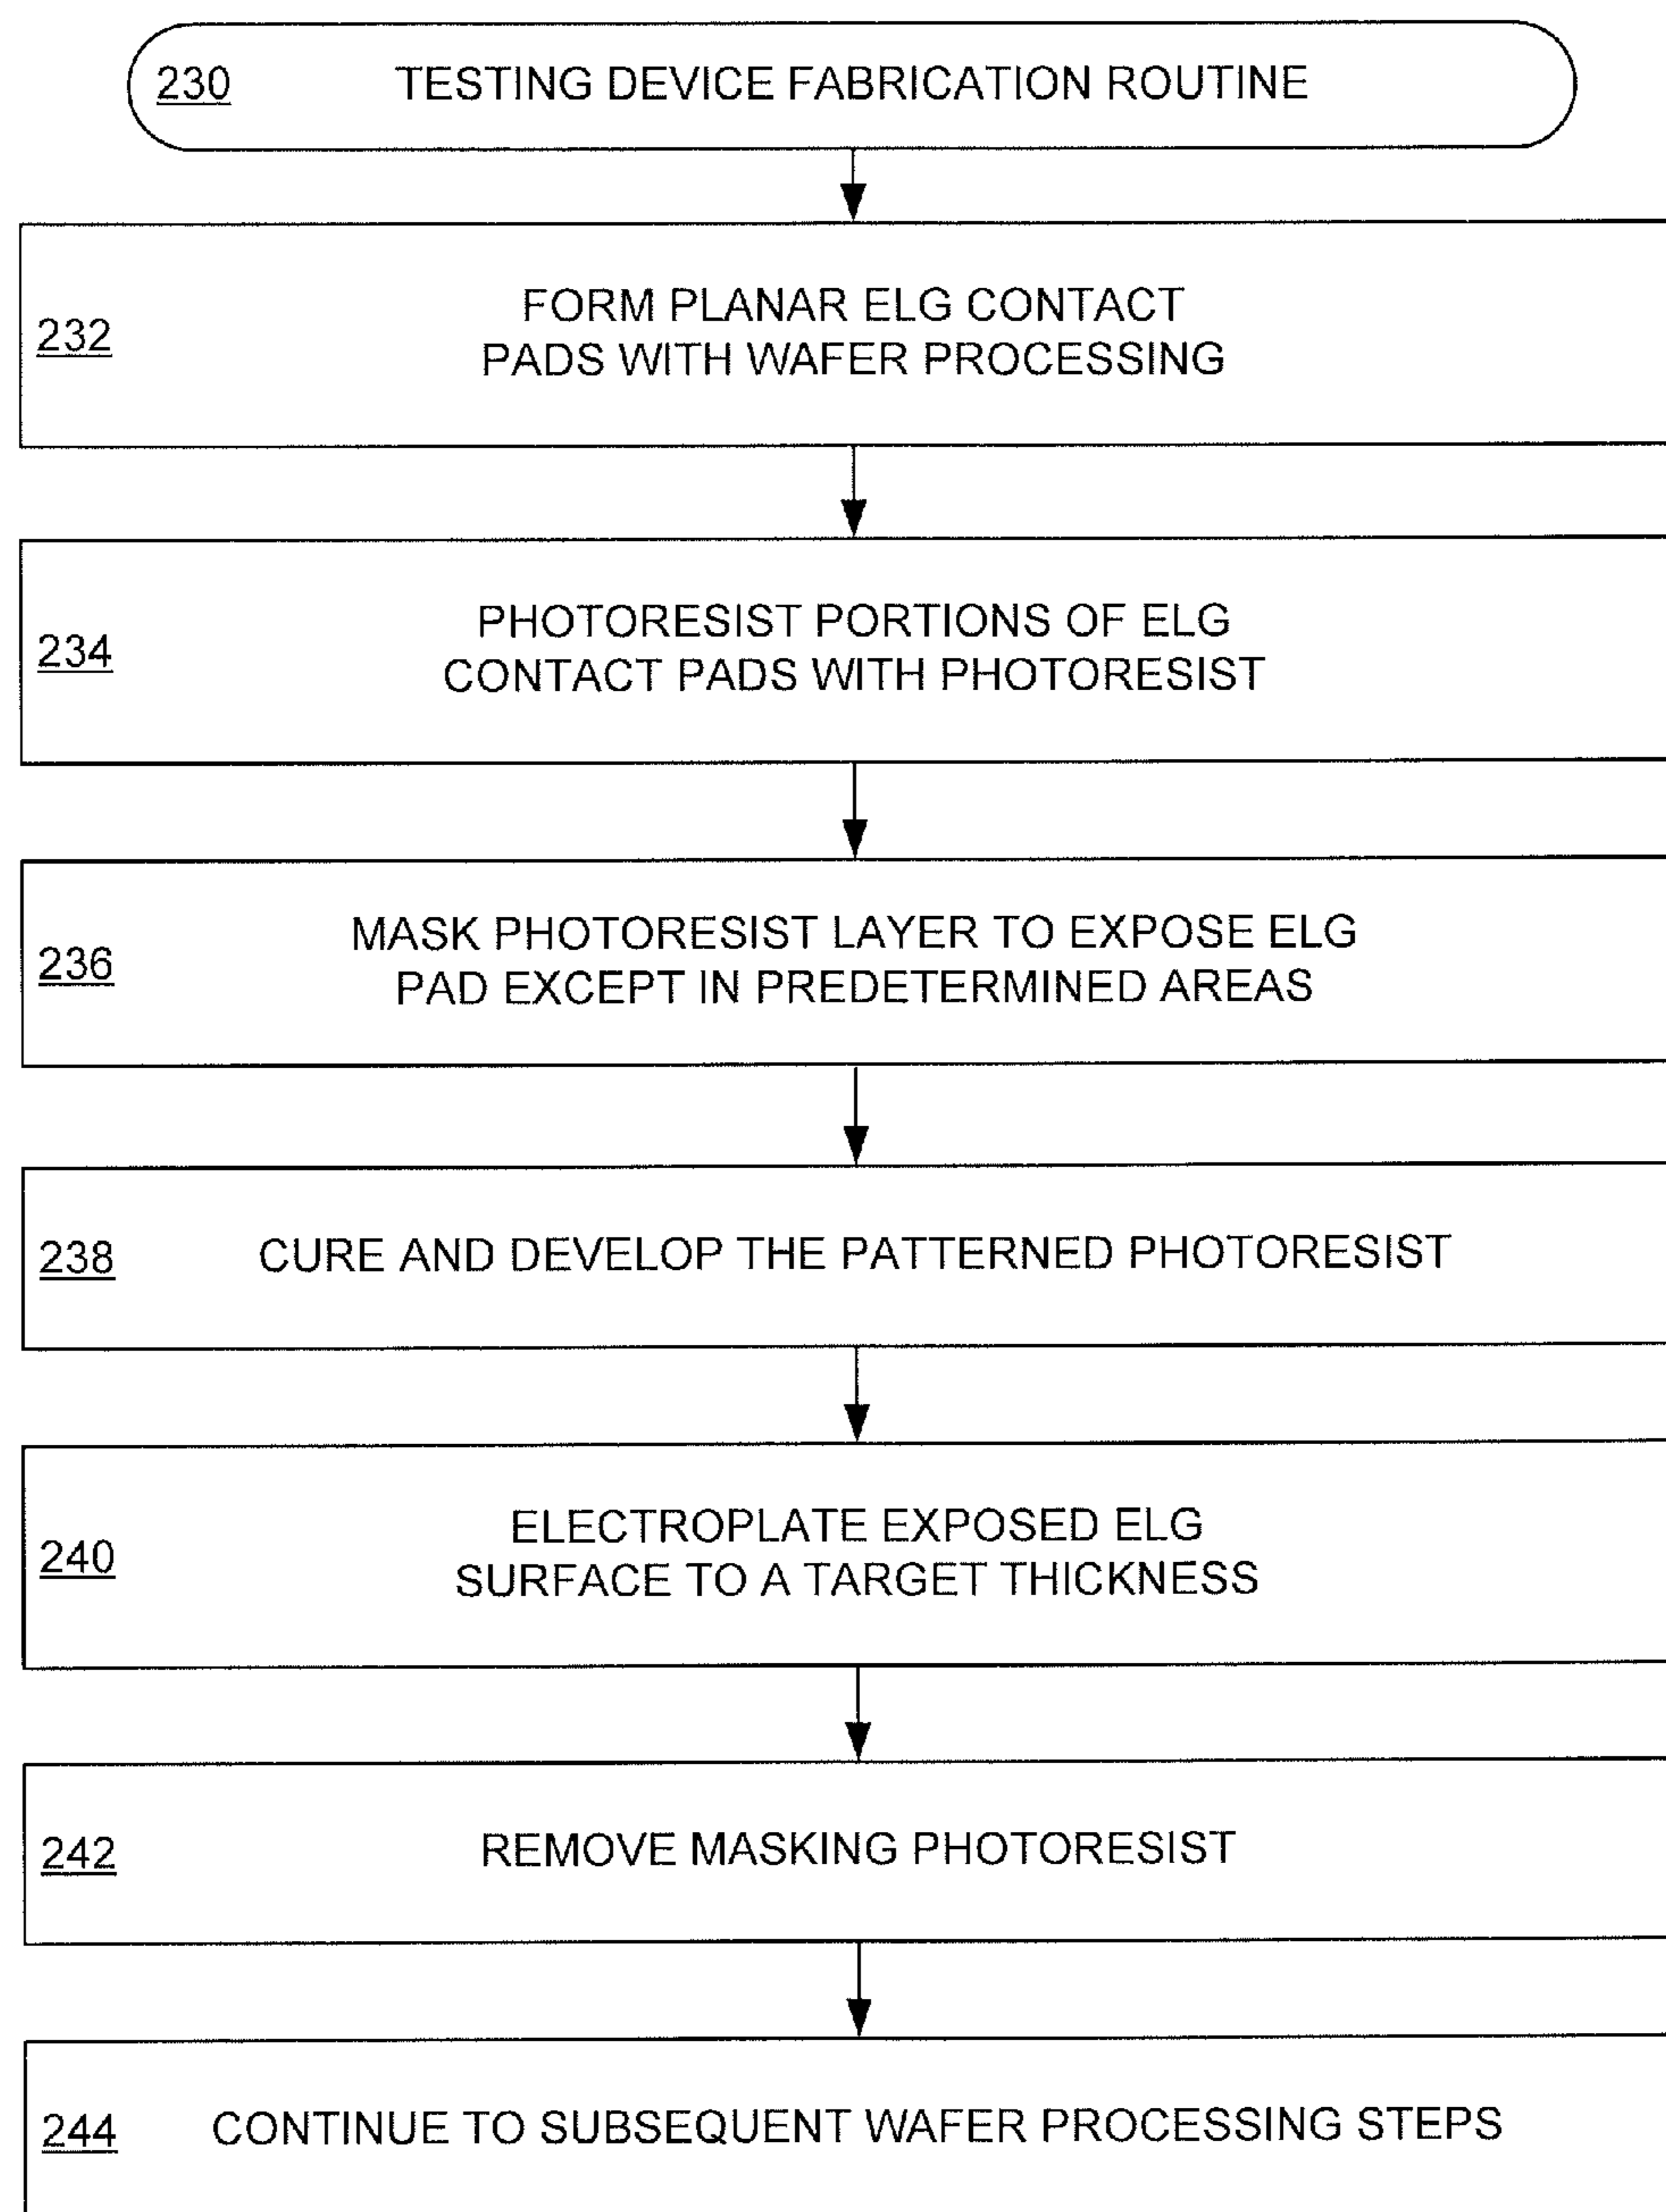 230 TESTING DEVICE FABRICATION ROUTINE
232
FORM PLANAR ELG CONTACT
PADS WITH WAFER PROCESSING
234
PHOTORESIST PORTIONS OF ELG
CONTACT PADS WITH PHOTORESIST
236
MASK PHOTORESIST LAYER TO EXPOSE ELG
PAD EXCEPT IN PREDETERMINED AREAS
238 CURE AND DEVELOP THE PATTERNED PHOTORESIST
240
ELECTROPLATE EXPOSED ELG
SURFACE TO A TARGET THICKNESS
242 REMOVE MASKING PHOTORESIST
244 CONTINUE TO SUBSEQUENT WAFER PROCESSING STEPS